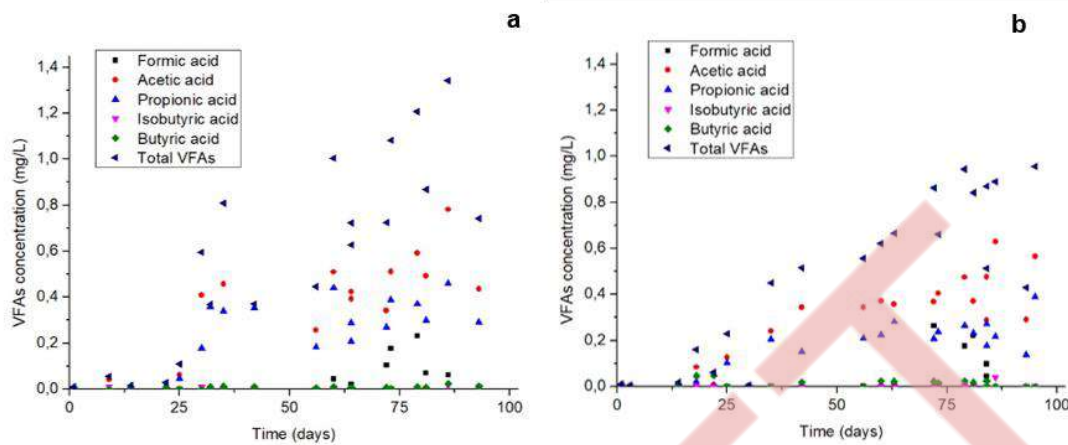 a
Formic acid
Acetic acid
Propionic acid
Isobutyric acid
Butyric acid
Total VFAs
1,4
1,2
1,0
0,8
0,6
0,4
0,2
0,0
VFAs concentration (mg/L)
0
25
50
75
100
Time (days)
b
Formic acid
Acetic acid
Propionic acid
Isobutyric acid
Butyric acid
Total VFAs
1,4
1,2
1,0
0,8
0,6
0,4
0,2
0,0
VFAs concentration (mg/L)
0
25
50
75
100
Time (days)